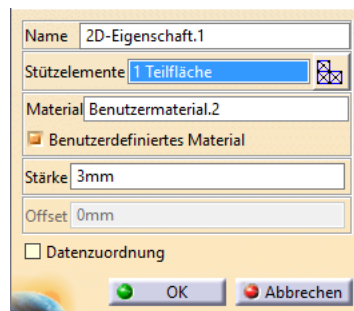 Name 2D-Eigenschaft.1
Stützelemente 1 Teilfläche
Material Benutzermaterial.2
Benutzerdefiniertes Material
Stärke 3mm
Offset 0mm
Datenzuordnung
OK Abbrechen